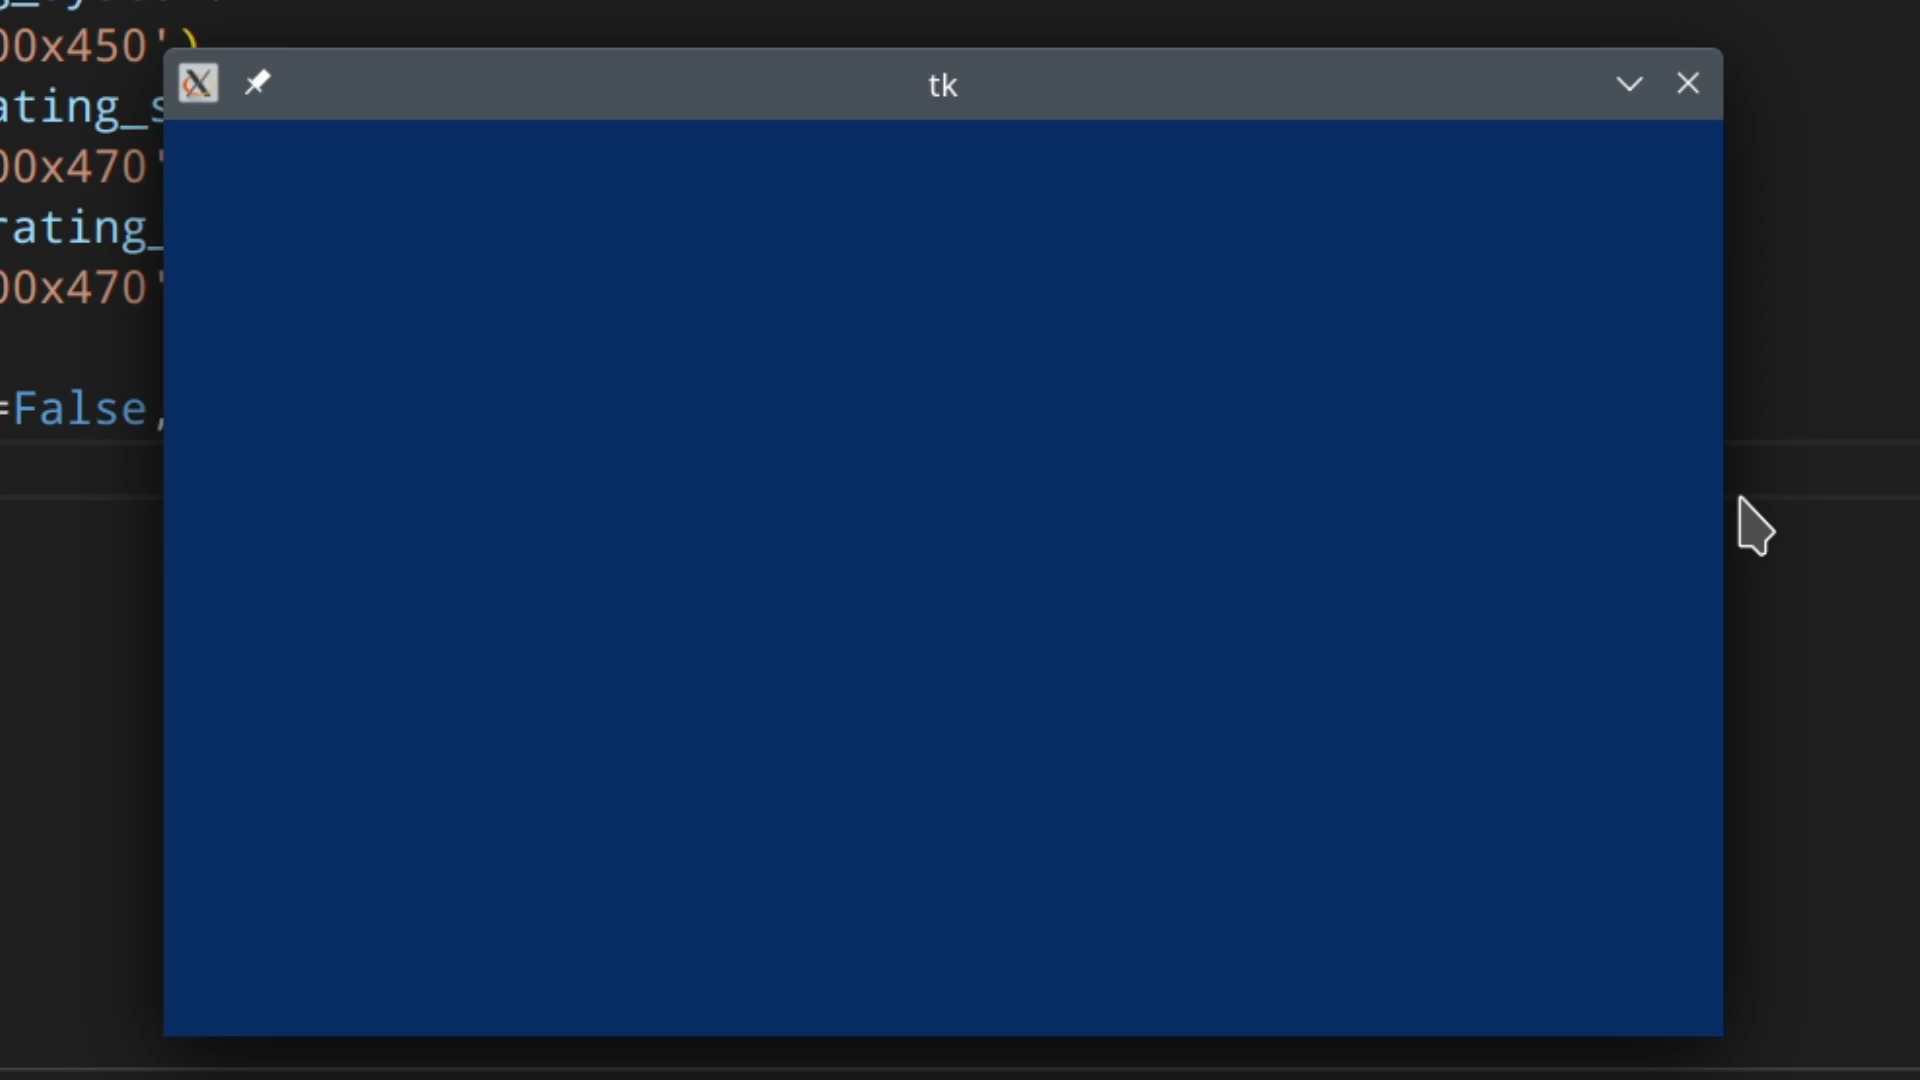 00x450')
tk
ating_s
00x470'
rating_
00x470'
=False,